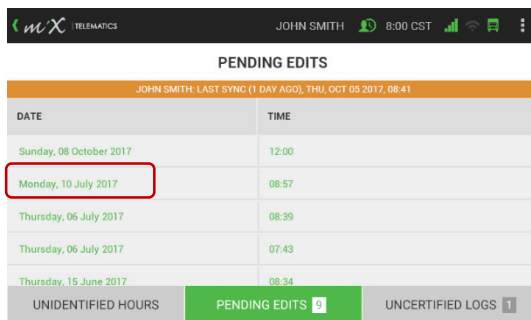 mix TELEMATICS JOHN SMITH 8:00 CST
PENDING EDITS
JOHN SMITH: LAST SYNC (1 DAY AGO), THU, OCT 05 2017, 08:41
DATE TIME
Sunday, 08 October 2017 12:00
Monday, 10 July 2017 08:57
Thursday, 06 July 2017 08:39
Thursday, 06 July 2017 07:43
Thursday, 15 June 2017 08:34
UNIDENTIFIED HOURS PENDING EDITS 9 UNCERTIFIED LOGS 1